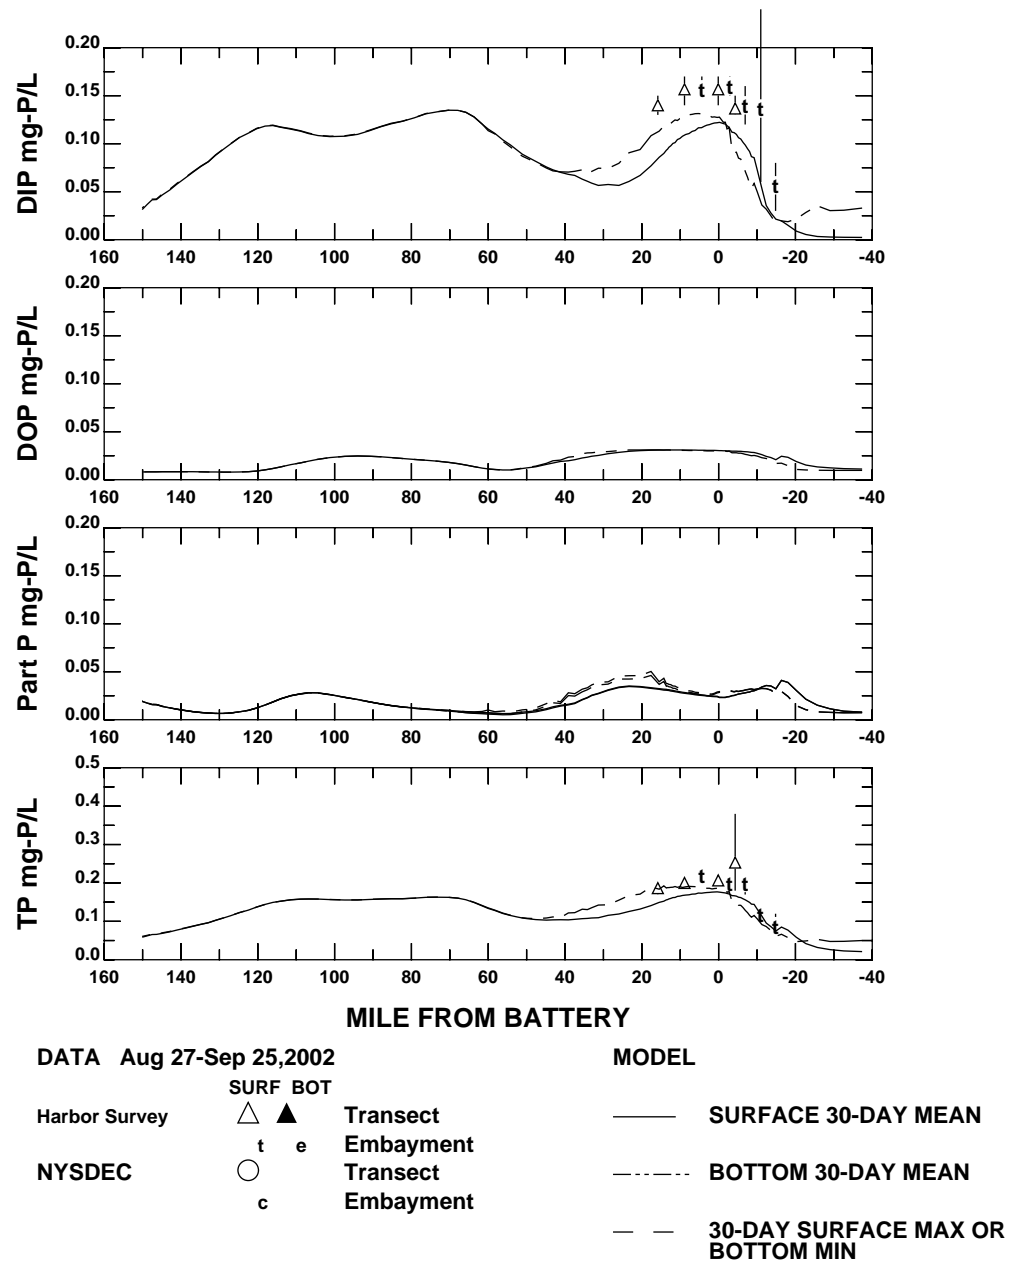 0.20
0.15
0.10
0.05
0.00
DIP mg-P/L
t t t t t
160 140 120 100 80 60 40 20 0 -20 -40
0.20
0.15
0.10
0.05
0.00
DOP mg-P/L
160 140 120 100 80 60 40 20 0 -20 -40
0.20
0.15
0.10
0.05
0.00
Part P mg-P/L
160 140 120 100 80 60 40 20 0 -20 -40
0.5
0.4
0.3
0.2
0.1
0.0
TP mg-P/L
t t t t t
160 140 120 100 80 60 40 20 0 -20 -40
MILE FROM BATTERY
DATA Aug 27-Sep 25,2002 MODEL
SURF BOT
Harbor Survey Transect SURFACE 30-DAY MEAN
t e Embayment
NYSDEC Transect BOTTOM 30-DAY MEAN
c Embayment
30-DAY SURFACE MAX OR
BOTTOM MIN